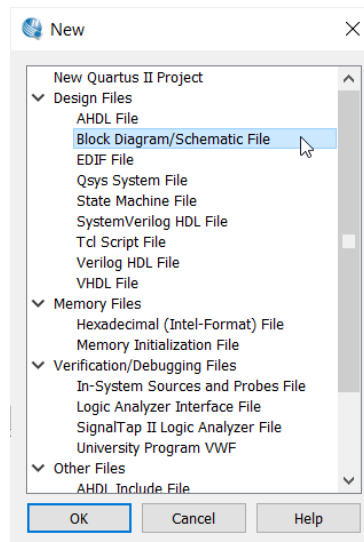 New
New Quartus II Project
Design Files
AHDL File
Block Diagram/Schematic File
EDIF File
Qsys System File
State Machine File
SystemVerilog HDL File
Tcl Script File
Verilog HDL File
VHDL File
Memory Files
Hexadecimal (Intel-Format) File
Memory Initialization File
Verification/Debugging Files
In-System Sources and Probes File
Logic Analyzer Interface File
SignalTap II Logic Analyzer File
University Program VWF
Other Files
AHDL Include File
OK Cancel Help